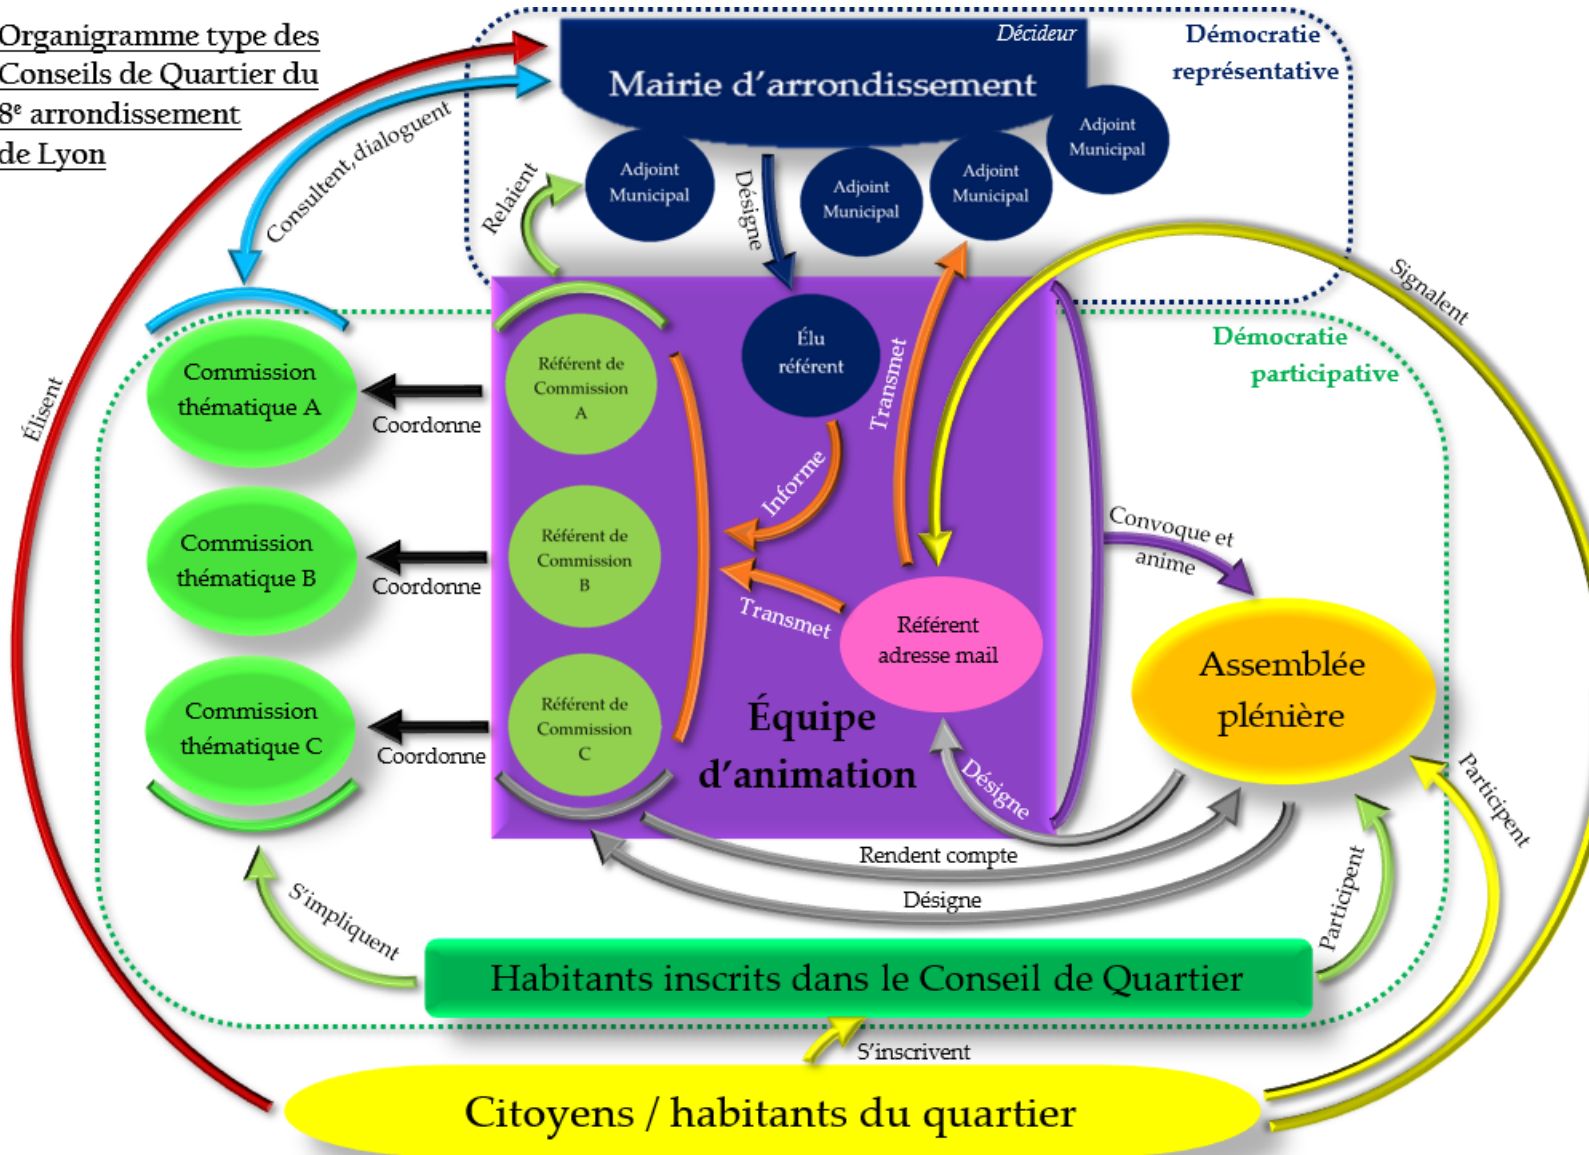 Organigramme type des
Conseils de Quartier du
8e arrondissement
de Lyon
Décideur
Mairie d'arrondissement
Démocratie
représentative
Adjoint
Municipal
Adjoint
Municipal
Adjoint
Municipal
Adjoint
Municipal
Consultent, dialoguent
Relaient
Désigne
Signalent
Élisent
Démocratie
participative
Commission
thématique A
Coordonne
Référent de
Commission
A
Élu
référent
Transmet
Informe
Commission
thématique B
Coordonne
Référent de
Commission
B
Transmet
Référent
adresse mail
Convoque et
anime
Assemblée
plénière
Commission
thématique C
Coordonne
Référent de
Commission
C
Équipe
d'animation
Désigne
Rendent compte
Désigne
Participent
Participent
S'impliquent
Habitants inscrits dans le Conseil de Quartier
S'inscrivent
Citoyens / habitants du quartier